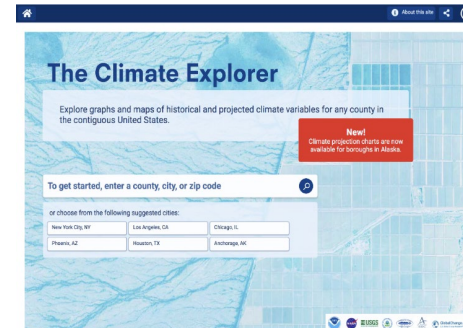 About this site
The Climate Explorer
Explore graphs and maps of historical and projected climate variables for any county in
the contiguous United States.
New!
Climate projection charts are now
available for boroughs in Alaska.
To get started, enter a county, city, or zip code
or choose from the following suggested cities:
New York City, NY
Los Angeles, CA
Chicago, IL
Phoenix, AZ
Houston, TX
Anchorage, AK
USGS